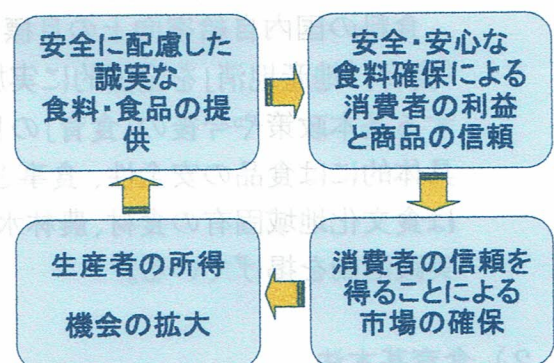 安全に配慮した
誠実な
食料・食品の提
供
安全・安心な
食料確保による
消費者の利益
と商品の信頼
消費者の信頼を
得ることによる
市場の確保
生産者の所得
機会の拡大